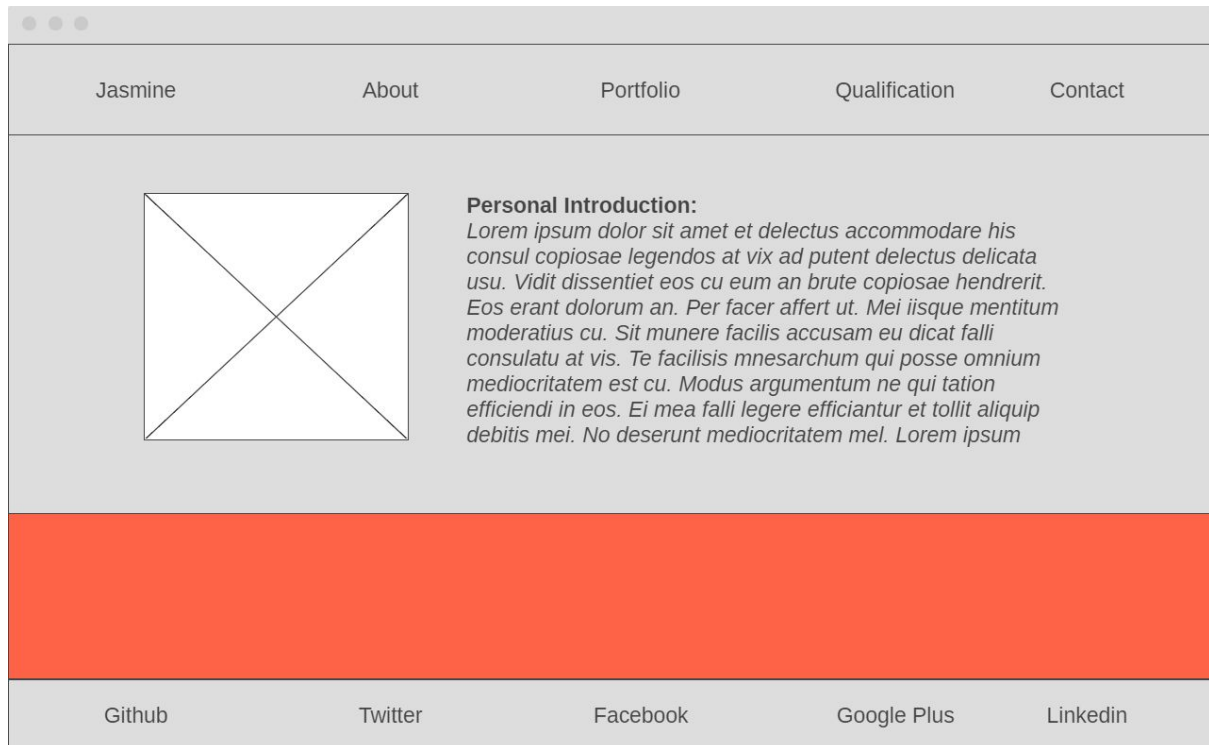 Jasmine About Portfolio Qualification Contact
Personal Introduction:
Lorem ipsum dolor sit amet et delectus accommodare his
consul copiosae legendos at vix ad putent delectus delicata
usu. Vidit dissentiet eos cu eum an brute copiosae hendrerit.
Eos erant dolorum an. Per facer affert ut. Mei iisque mentitum
moderatius cu. Sit munere facilis accusam eu dicat falli
consulatu at vis. Te facilisis mnesarchum qui posse omnium
mediocritatem est cu. Modus argumentum ne qui tation
efficiendi in eos. Ei mea falli legere efficiantur et tollit aliquip
debitis mei. No deserunt mediocritatem mel. Lorem ipsum
Github Twitter Facebook Google Plus Linkedin